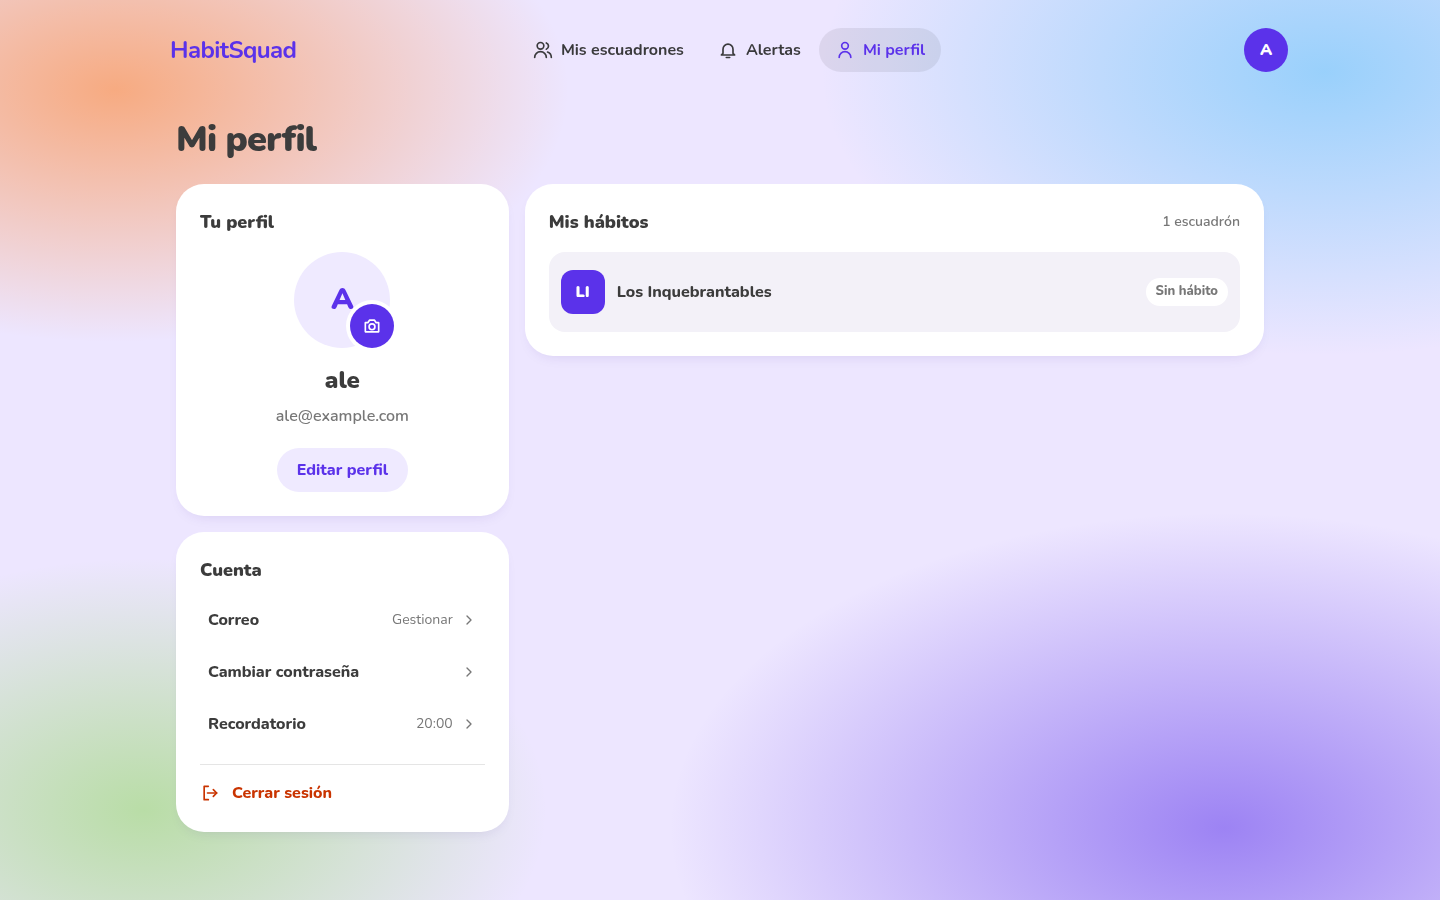 HabitSquad
Mis escuadrones
Alertas
Mi perfil
A
Mi perfil
Tu perfil
A
ale
ale@example.com
Editar perfil
Mis hábitos
1 escuadrón
LI
Los Inquebrantables
Sin hábito
Cuenta
Correo
Gestionar
Cambiar contraseña
Recordatorio
20:00
Cerrar sesión